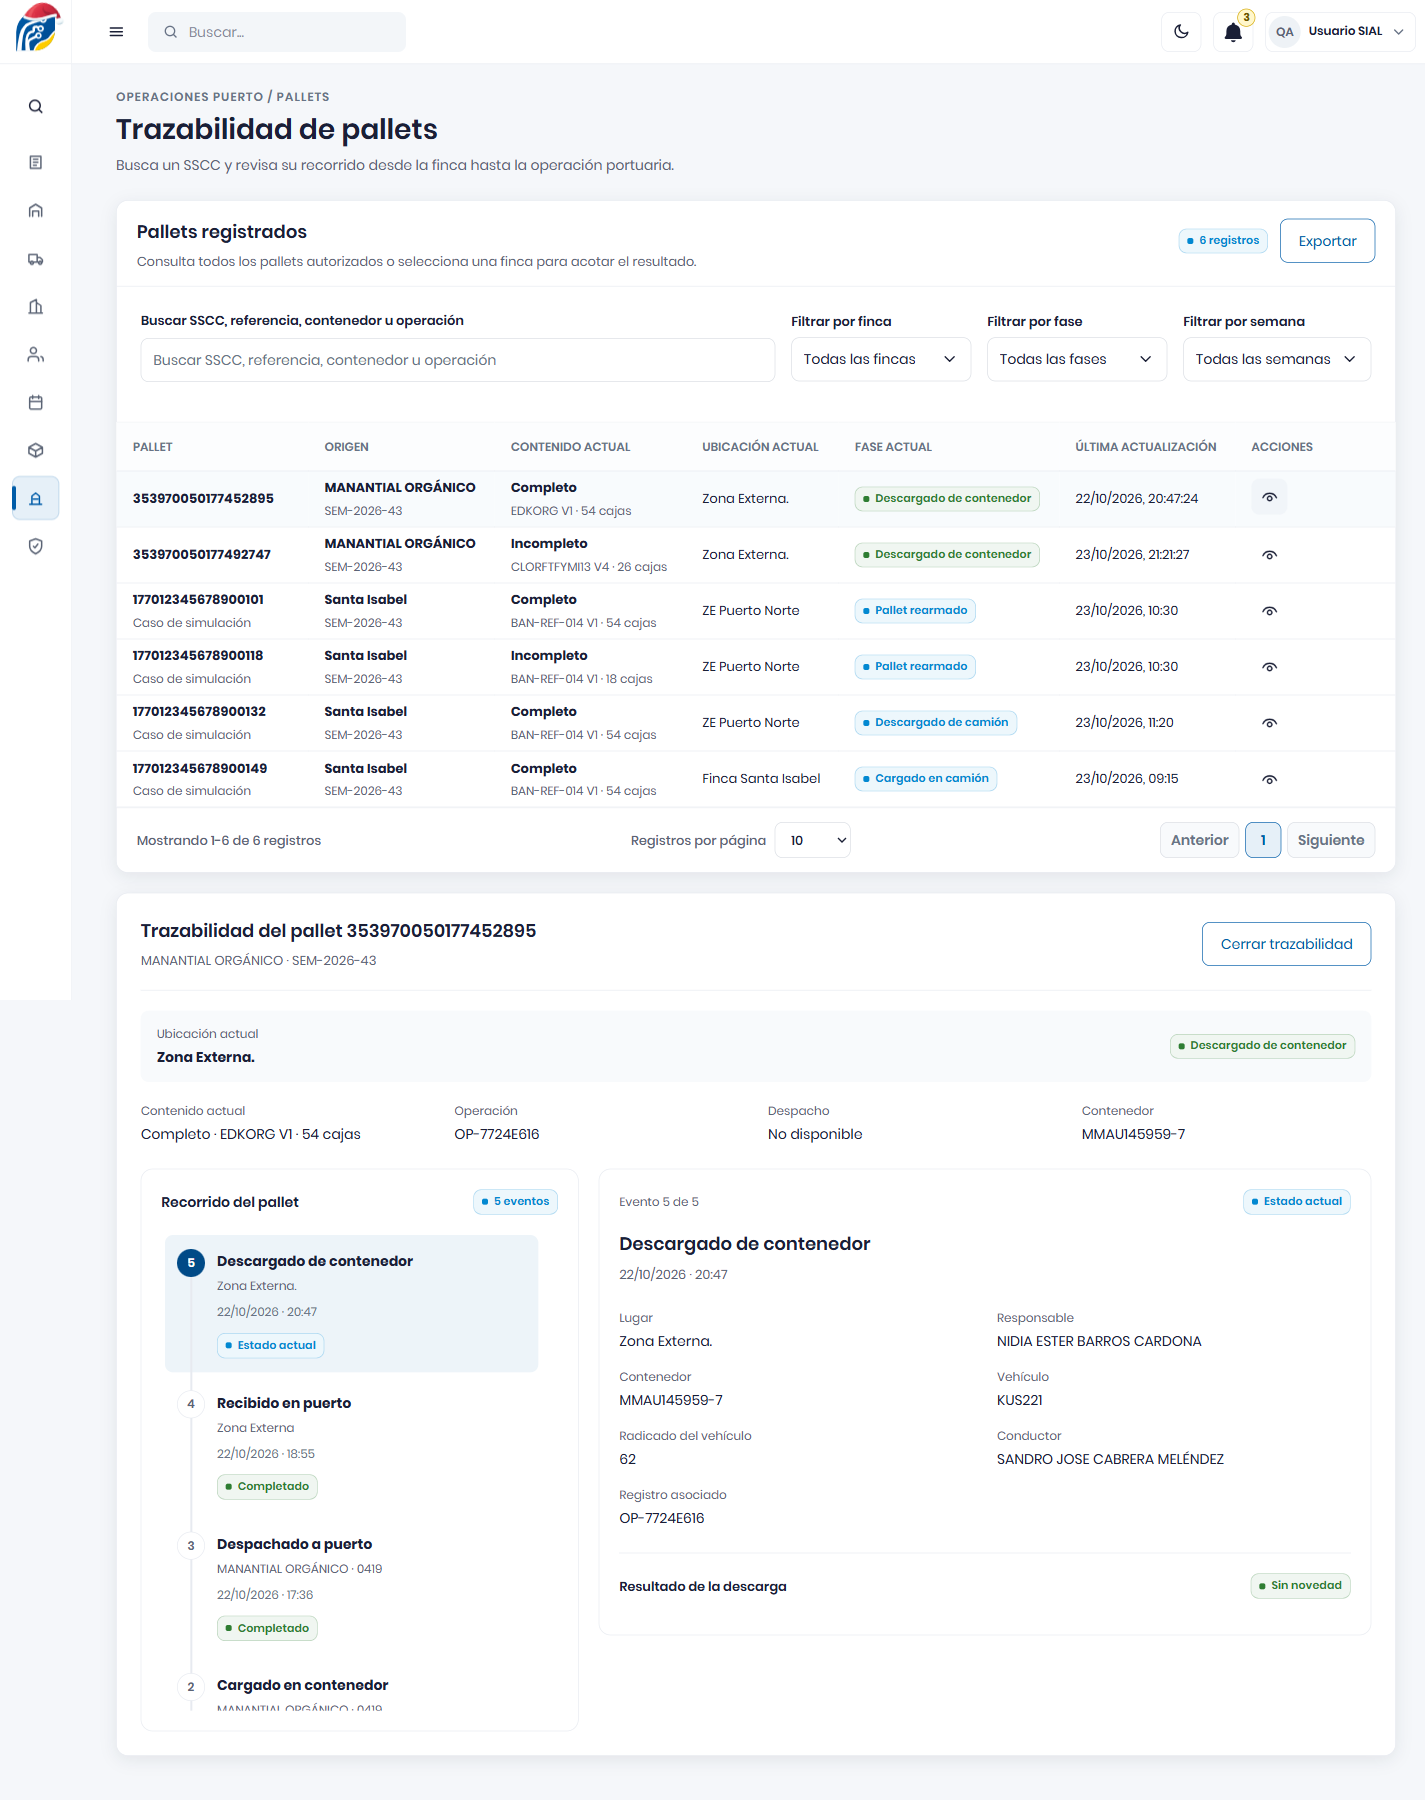 Buscar...
3
QA
Usuario SIAL
OPERACIONES PUERTO / PALLETS
Trazabilidad de pallets
Busca un SSCC y revisa su recorrido desde la finca hasta la operación portuaria.
Pallets registrados
Consulta todos los pallets autorizados o selecciona una finca para acotar el resultado.
6 registros
Exportar
Buscar SSCC, referencia, contenedor u operación
Filtrar por finca
Filtrar por fase
Filtrar por semana
Buscar SSCC, referencia, contenedor u operación
Todas las fincas
Todas las fases
Todas las semanas
PALLET ORIGEN CONTENIDO ACTUAL UBICACIÓN ACTUAL FASE ACTUAL ÚLTIMA ACTUALIZACIÓN ACCIONES
353970050177452895 MANANTIAL ORGÁNICO Completo Zona Externa. Descargado de contenedor 22/10/2026, 20:47:24
SEM-2026-43 EDKORG V1 · 54 cajas
353970050177492747 MANANTIAL ORGÁNICO Incompleto Zona Externa. Descargado de contenedor 23/10/2026, 21:21:27
SEM-2026-43 CLORFTFYMI13 V4 · 26 cajas
177012345678900101 Santa Isabel Completo ZE Puerto Norte Pallet rearmado 23/10/2026, 10:30
Caso de simulación SEM-2026-43 BAN-REF-014 V1 · 54 cajas
177012345678900118 Santa Isabel Incompleto ZE Puerto Norte Pallet rearmado 23/10/2026, 10:30
Caso de simulación SEM-2026-43 BAN-REF-014 V1 · 18 cajas
177012345678900132 Santa Isabel Completo ZE Puerto Norte Descargado de camión 23/10/2026, 11:20
Caso de simulación SEM-2026-43 BAN-REF-014 V1 · 54 cajas
177012345678900149 Santa Isabel Completo Finca Santa Isabel Cargado en camión 23/10/2026, 09:15
Caso de simulación SEM-2026-43 BAN-REF-014 V1 · 54 cajas
Mostrando 1-6 de 6 registros
Registros por página 10
Anterior 1 Siguiente
Trazabilidad del pallet 353970050177452895
MANANTIAL ORGÁNICO · SEM-2026-43
Cerrar trazabilidad
Ubicación actual
Zona Externa.
Descargado de contenedor
Contenido actual Operación Despacho Contenedor
Completo · EDKORG V1 · 54 cajas OP-7724E616 No disponible MMAU145959-7
Recorrido del pallet
5 eventos
5 Descargado de contenedor
Zona Externa.
22/10/2026 · 20:47
Estado actual
4 Recibido en puerto
Zona Externa
22/10/2026 · 18:55
Completado
3 Despachado a puerto
MANANTIAL ORGÁNICO · 0419
22/10/2026 · 17:36
Completado
2 Cargado en contenedor
MANANTIAL ORGÁNICO · 0419
Evento 5 de 5
Estado actual
Descargado de contenedor
22/10/2026 · 20:47
Lugar Responsable
Zona Externa. NIDIA ESTER BARROS CARDONA
Contenedor Vehículo
MMAU145959-7 KUS221
Radicado del vehículo Conductor
62 SANDRO JOSE CABRERA MELÉNDEZ
Registro asociado
OP-7724E616
Resultado de la descarga
Sin novedad